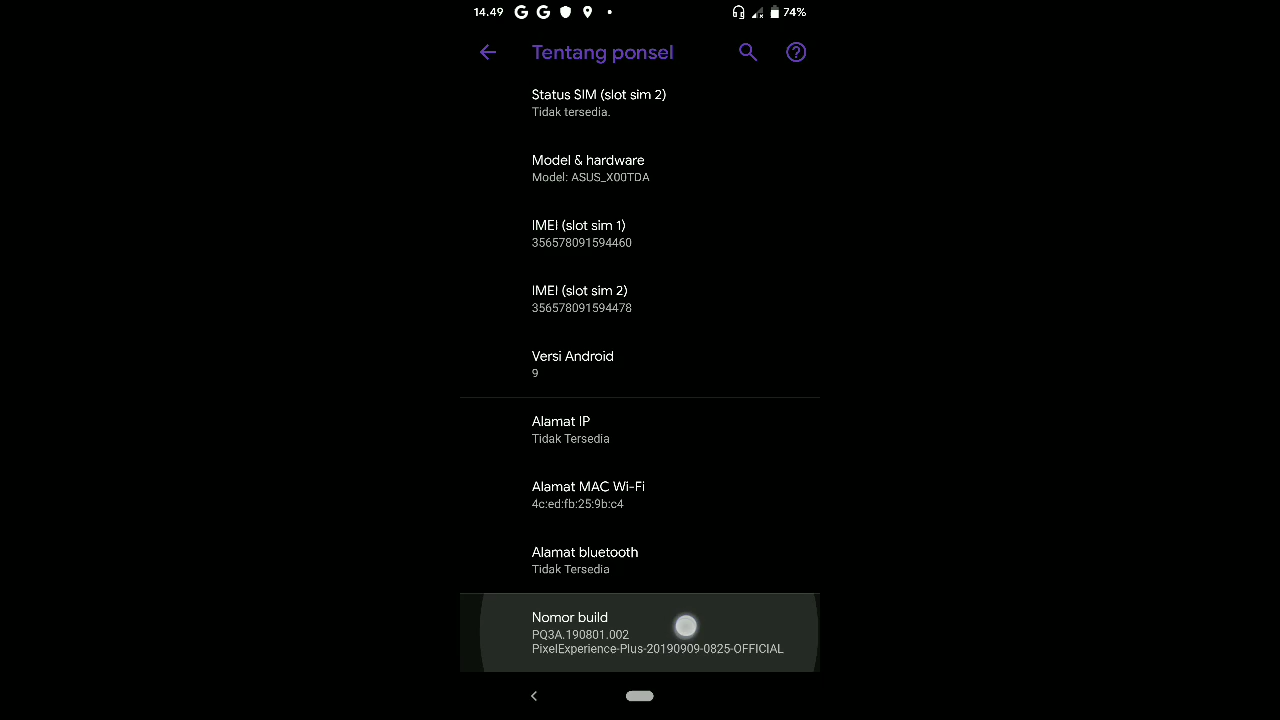 14.49
74%
Tentang ponsel
Status SIM (slot sim 2)
Tidak tersedia.
Model & hardware
Model: ASUS_X00TDA
IMEI (slot sim 1)
356578091594460
IMEI (slot sim 2)
356578091594478
Versi Android
9
Alamat IP
Tidak Tersedia
Alamat MAC Wi-Fi
4c:ed:fb:25:9b:c4
Alamat bluetooth
Tidak Tersedia
Nomor build
PQ3A.190801.002
PixelExperience-Plus-20190909-0825-OFFICIAL